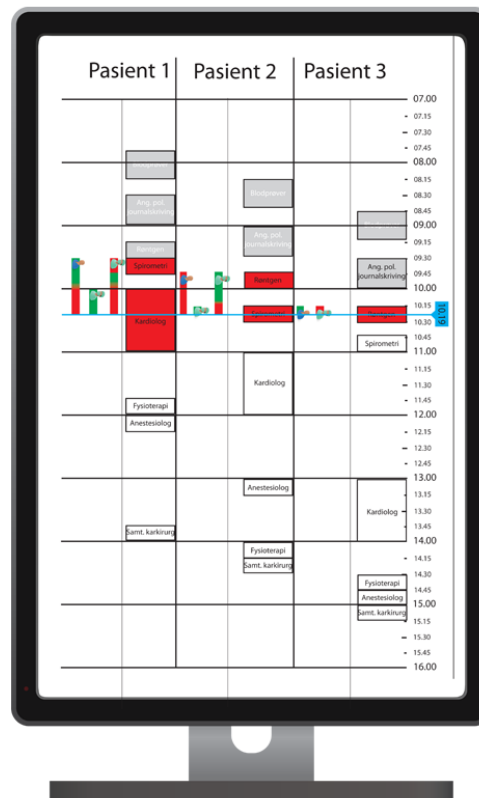 Pasient 1
Pasient 2
Pasient 3
07.00
07.15
07.30
07.45
08.00
08.15
08.30
08.45
09.00
09.15
09.30
09.45
10.00
10.15
10.19
10.30
10.45
11.00
11.15
11.30
11.45
12.00
12.15
12.30
12.45
13.00
13.15
13.30
13.45
14.00
14.15
14.30
14.45
15.00
15.15
15.30
15.45
16.00
Blodprøver
Ang. pol.
journalskriving
Røntgen
Spirometri
Kardiolog
Fysioterapi
Anestesiolog
Samt. karkirurg
Blodprøver
Ang. pol.
journalskriving
Røntgen
Spirometri
Kardiolog
Anestesiolog
Fysioterapi
Samt. karkirurg
Blodprøver
Ang. pol.
journalskriving
Spirometri
Kardiolog
Fysioterapi
Anestesiolog
Samt. karkirurg